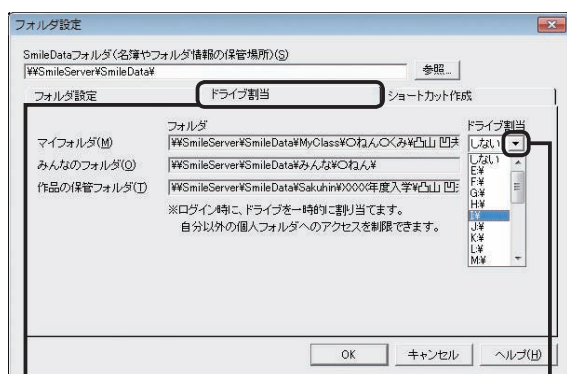 フォルダ設定
SmileDataフォルダ(名簿やフォルダ情報の保管場所)(S)
¥¥SmileServer¥SmileData¥
参照...
フォルダ設定 ドライブ割当 ショートカット作成
フォルダ ドライブ割当
マイフォルダ(M) ¥¥SmileServer¥SmileData¥MyClass¥〇ねん〇くみ¥凸山 凹夫 しない
みんなのフォルダ(O) ¥¥SmileServer¥SmileData¥みんな¥〇ねん¥
作品の保管フォルダ(T) ¥¥SmileServer¥SmileData¥Sakuhin¥XXXX年度入学¥凸山 凹夫
しない
E:¥
F:¥
G:¥
H:¥
I:¥
J:¥
K:¥
L:¥
M:¥
※ログイン時に、ドライブを一時的に割り当てます。
自分以外の個人フォルダへのアクセスを制限できます。
OK キャンセル ヘルプ(H)